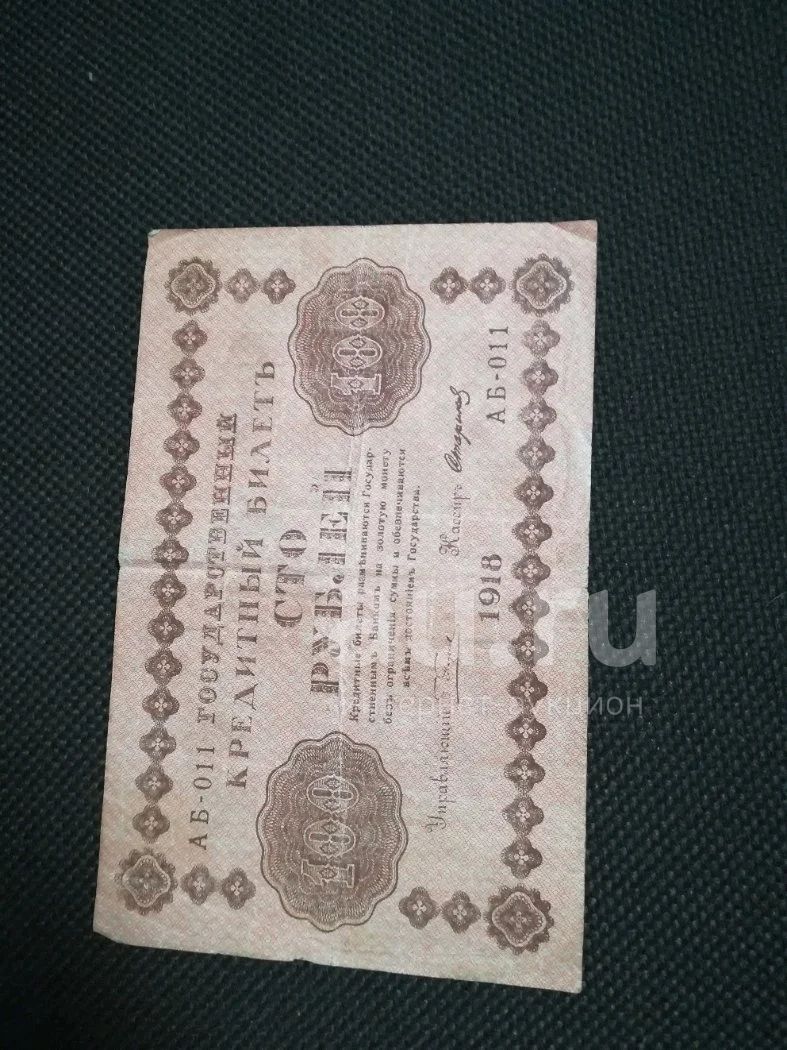 АБ-011 ГОСУДАРСТВЕННЫЙ
КРЕДИТНЫЙ БИЛЕТЪ
СТО
РУБЛЕЙ
100
100
Кредитные билеты размѣниваются Государ-
ственнымъ Банкомъ на золотую монету
безъ ограниченія суммы и обезпечиваются
всѣмъ достояніемъ Государства.
Управляющій
Кассиръ
1918
АБ-011
.ru
интернет-аукцион